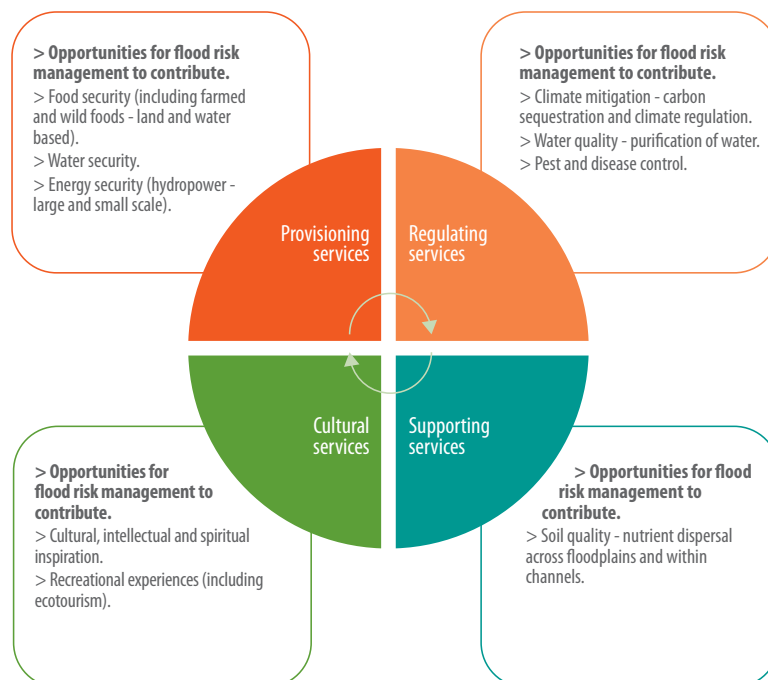 > Opportunities for flood risk
management to contribute.
> Food security (including farmed
and wild foods - land and water
based).
> Water security.
> Energy security (hydropower -
large and small scale).
> Opportunities for flood risk
management to contribute.
> Climate mitigation - carbon
sequestration and climate regulation.
> Water quality - purification of water.
> Pest and disease control.
Provisioning
services
Regulating
services
Cultural
services
Supporting
services
> Opportunities for
flood risk management to
contribute.
> Cultural, intellectual and spiritual
inspiration.
> Recreational experiences (including
ecotourism).
> Opportunities for flood
risk management to
contribute.
> Soil quality - nutrient dispersal
across floodplains and within
channels.